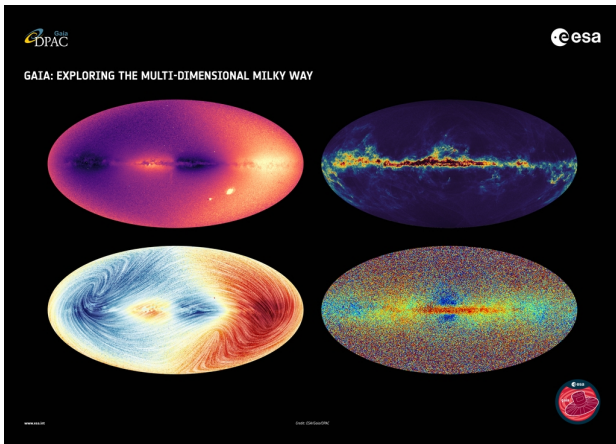 Gaia
DPAC
esa
GAIA: EXPLORING THE MULTI-DIMENSIONAL MILKY WAY
www.esa.int
Credit: ESA/Gaia/DPAC
esa